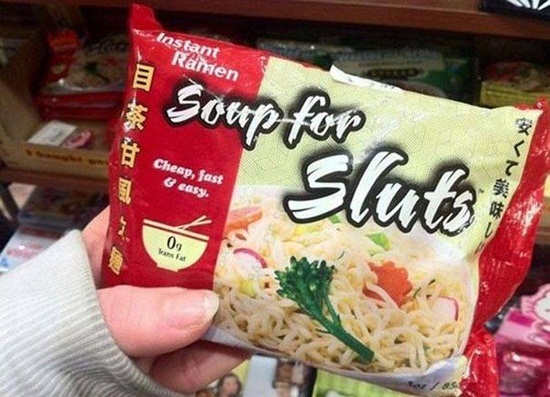 Instant
Ramen
Soup for
Sluts
Cheap, fast
& easy.
0g
Trans Fat
安くて美味し